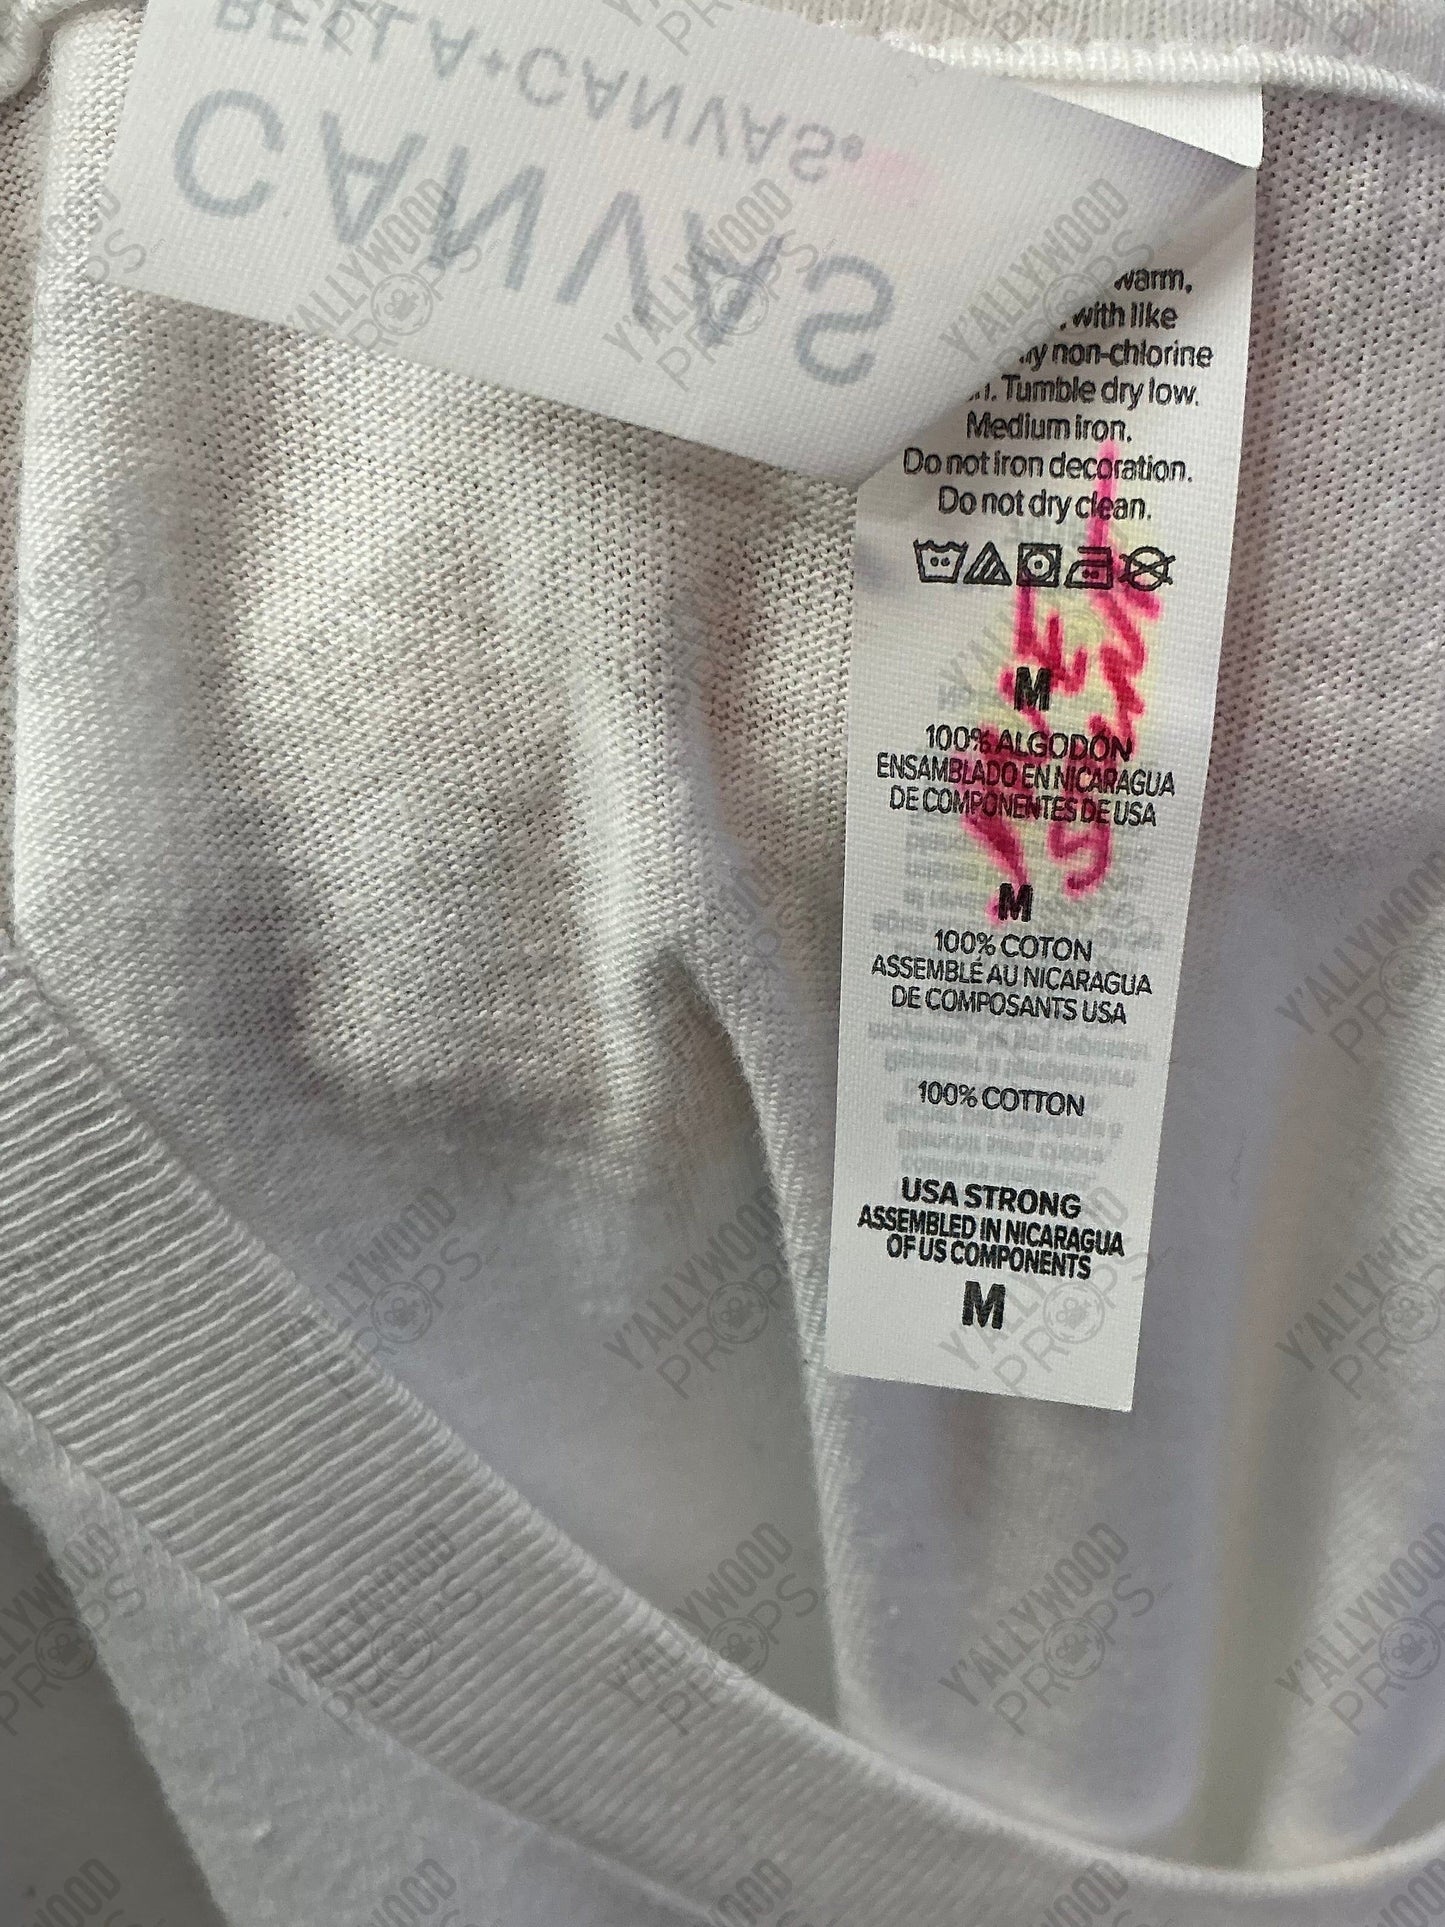 BELLA+CANVAS®
CANVAS
warm,
with like
non-chlorine
Tumble dry low.
Medium iron.
Do not iron decoration.
Do not dry clean.
M
100% ALGODÓN
ENSAMBLADO EN NICARAGUA
DE COMPONENTES DE USA
M
100% COTON
ASSEMBLÉ AU NICARAGUA
DE COMPOSANTS USA
100% COTTON
USA STRONG
ASSEMBLED IN NICARAGUA
OF US COMPONENTS
M
Y'ALLYWOOD
PROPS